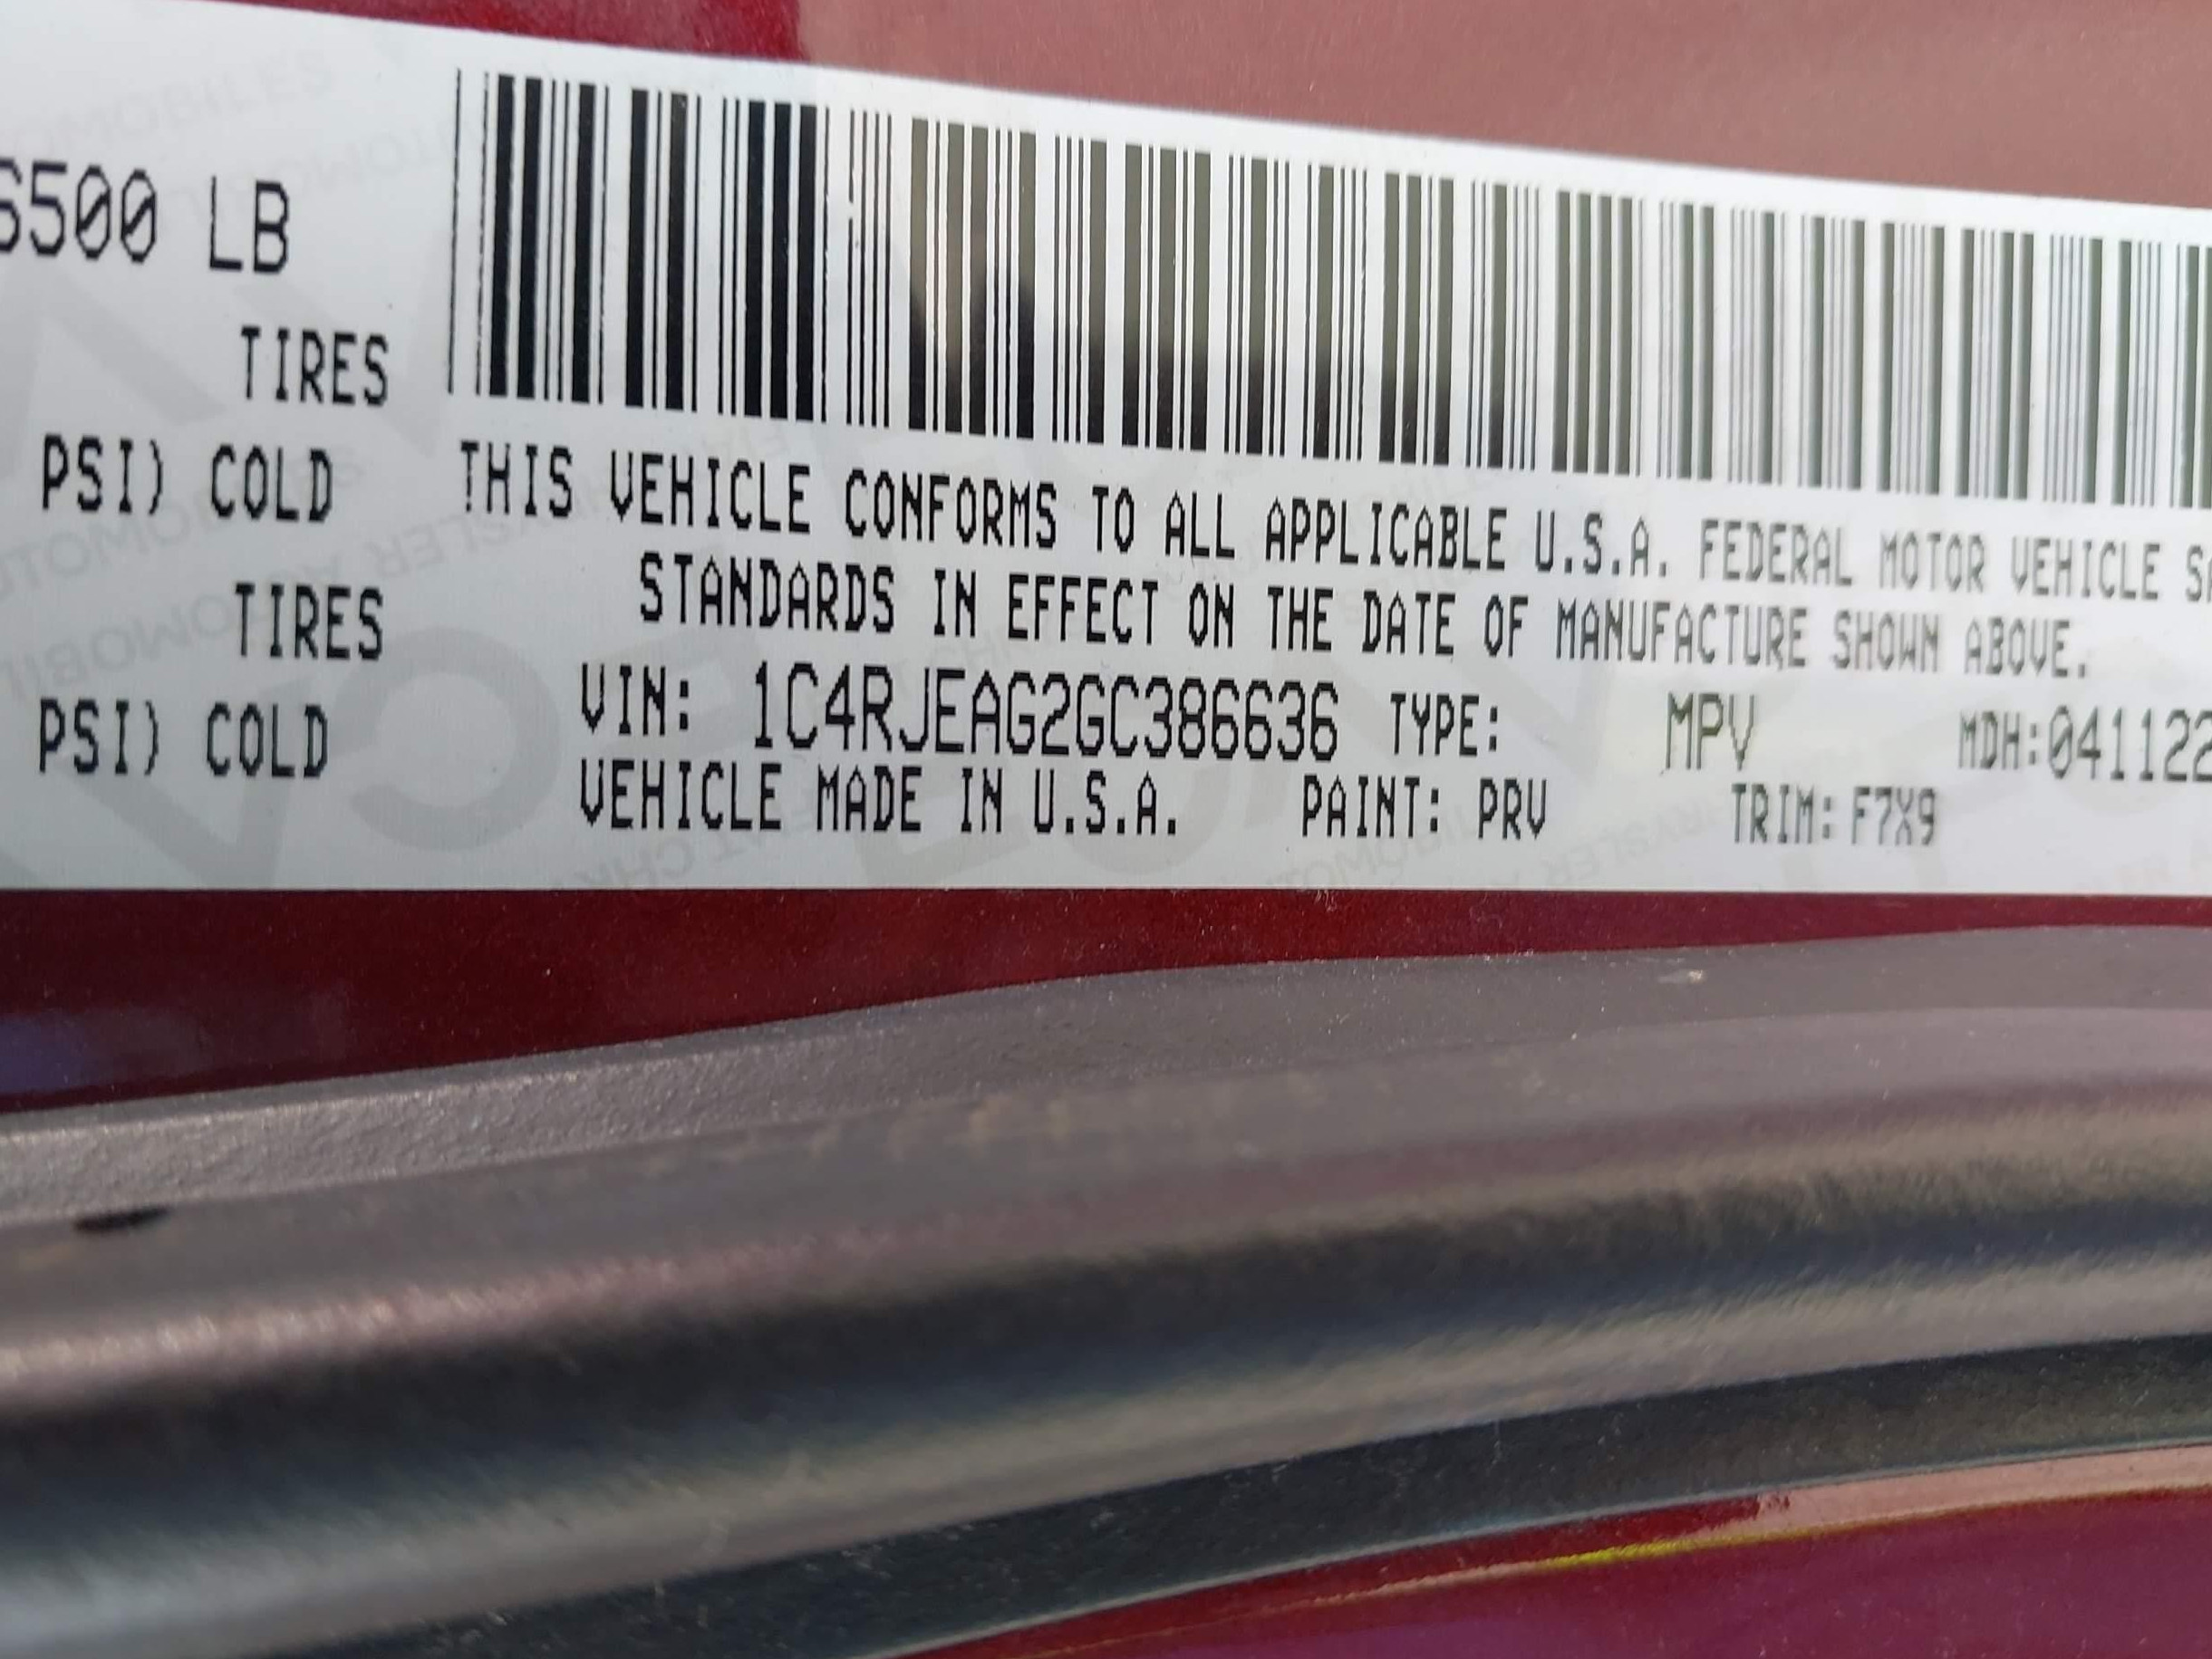 6500 LB
TIRES
PSI) COLD
TIRES
PSI) COLD
THIS VEHICLE CONFORMS TO ALL APPLICABLE U.S.A. FEDERAL MOTOR VEHICLE
STANDARDS IN EFFECT ON THE DATE OF MANUFACTURE SHOWN ABOVE.
VIN: 1C4RJEAG2GC386636 TYPE: MPV MDH:041122
VEHICLE MADE IN U.S.A. PAINT: PRV TRIM: F7X9